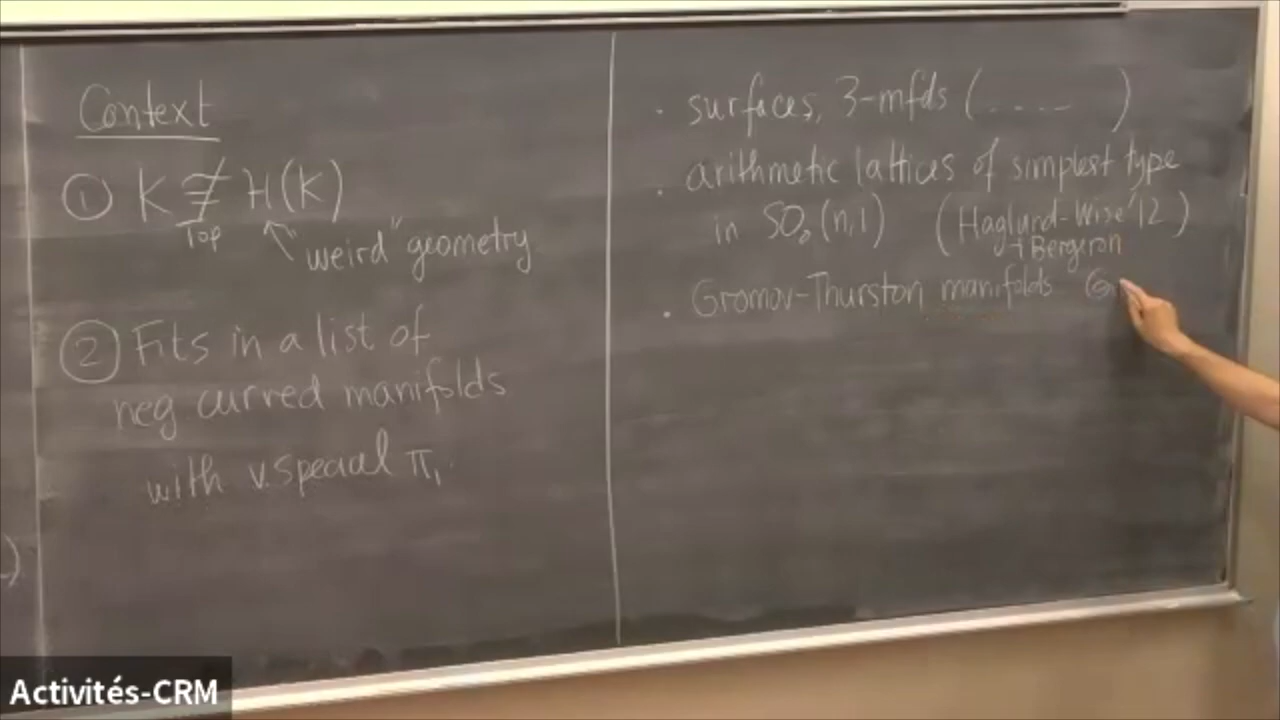 Context
① K ≇ H(K)
Top
"weird" geometry
② Fits in a list of
neg curved manifolds
with v. special π₁.
· surfaces, 3-mfds (....)
· arithmetic lattices of simplest type
in SO₀(n,1) (Haglund-Wise '12)
+ Bergeron
· Gromov-Thurston manifolds
Activités-CRM